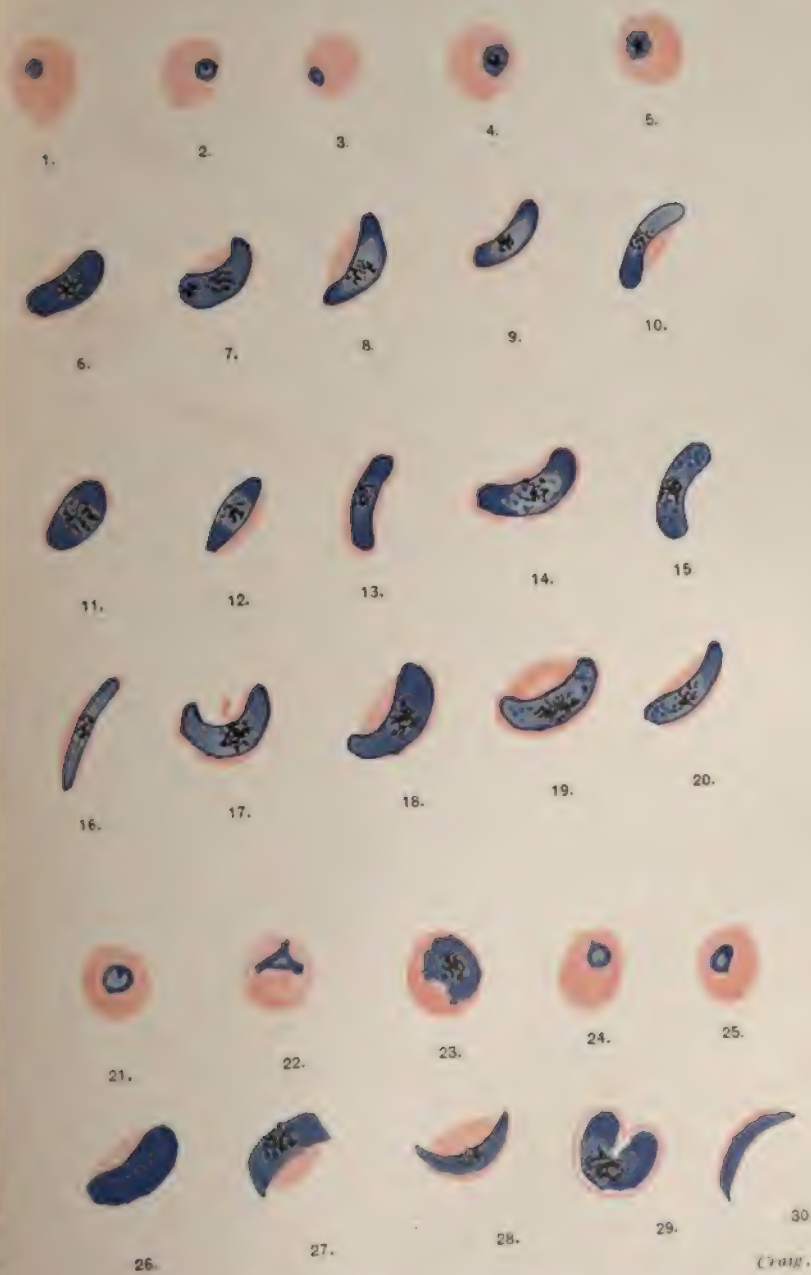 1. 2. 3. 4. 5.
6. 7. 8. 9. 10.
11. 12. 13. 14. 15
16. 17. 18. 19. 20.
21. 22. 23. 24. 25.
26. 27. 28. 29. 30
Craig.